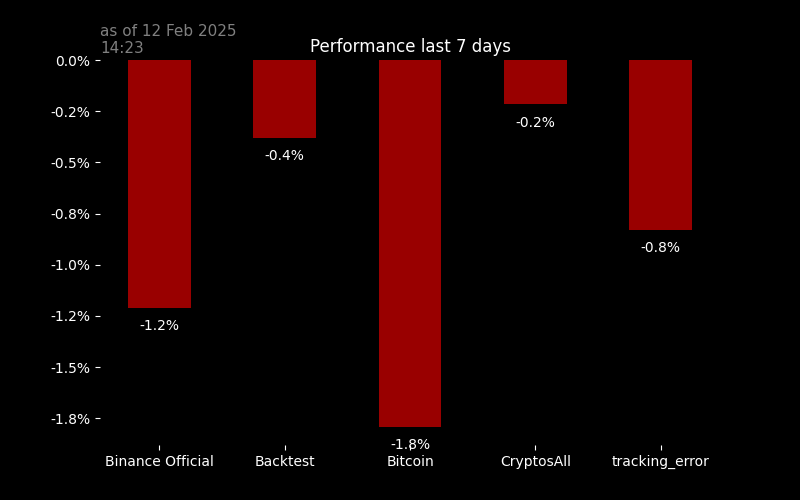 as of 12 Feb 2025
14:23
Performance last 7 days
0.0%
-0.2%
-0.5%
-0.8%
-1.0%
-1.2%
-1.5%
-1.8%
-1.2%
-0.4%
-1.8%
-0.2%
-0.8%
Binance Official
Backtest
Bitcoin
CryptosAll
tracking_error